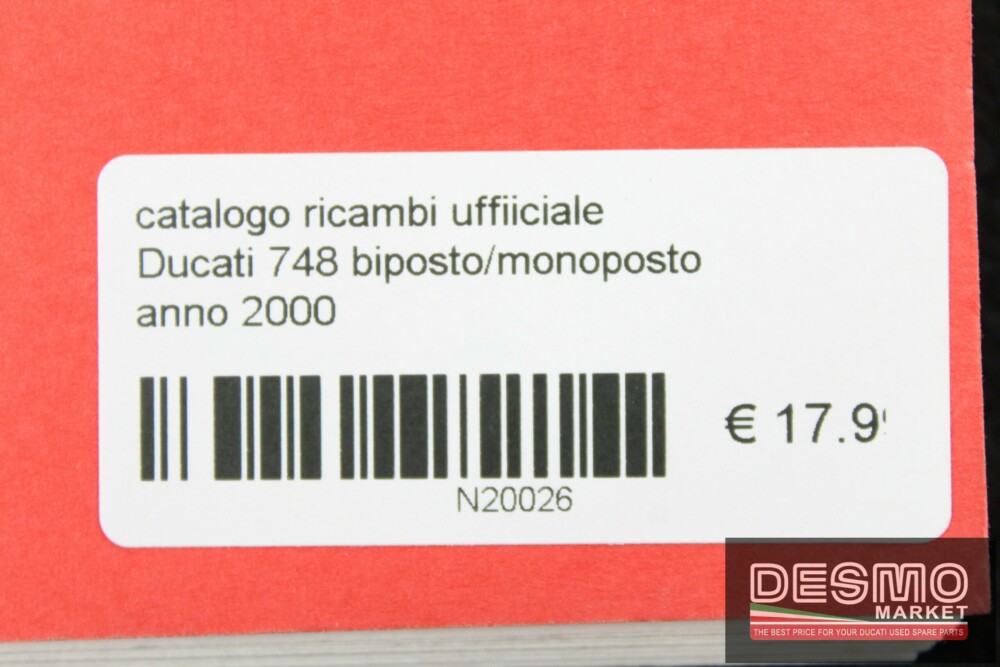 catalogo ricambi uffiiciale
Ducati 748 biposto/monoposto
anno 2000
€ 17.9
N20026
DESMO
MARKET
THE BEST PRICE FOR YOUR DUCATI USED SPARE PARTS